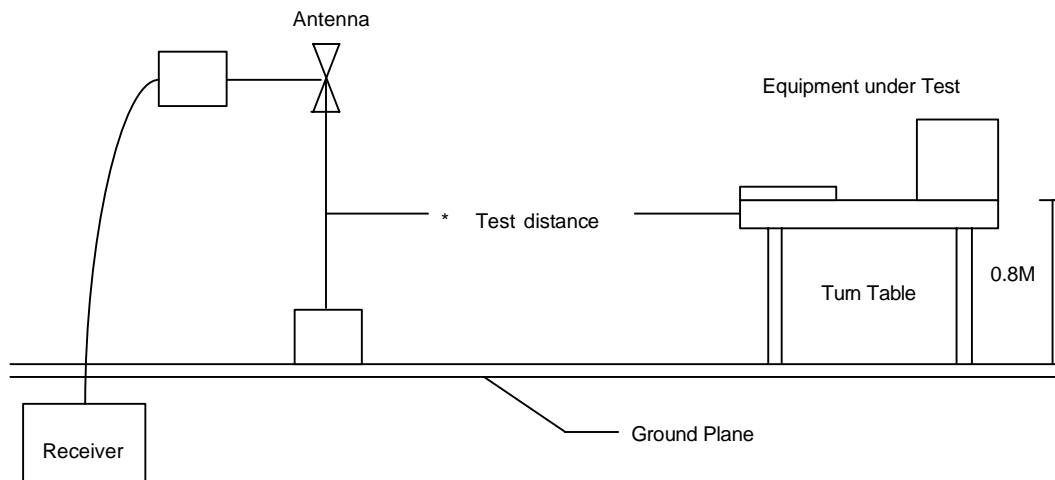 Antenna
Equipment under Test
* Test distance
0.8M
Turn Table
Ground Plane
Receiver